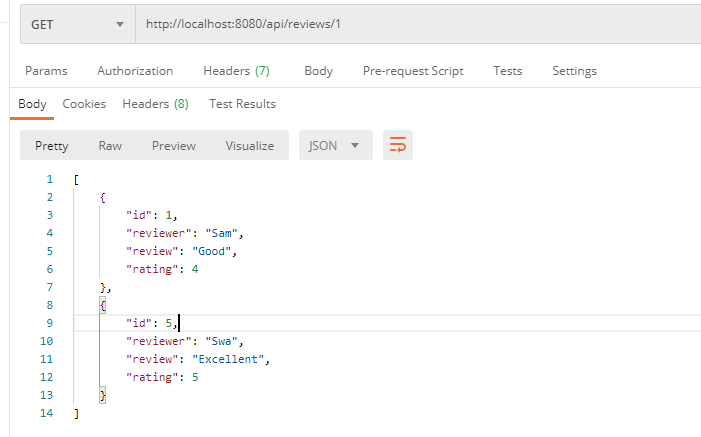 GET http://localhost:8080/api/reviews/1
Params Authorization Headers (7) Body Pre-request Script Tests Settings
Body Cookies Headers (8) Test Results
Pretty Raw Preview Visualize JSON
1 [
2 {
3 "id": 1,
4 "reviewer": "Sam",
5 "review": "Good",
6 "rating": 4
7 },
8 {
9 "id": 5,
10 "reviewer": "Swa",
11 "review": "Excellent",
12 "rating": 5
13 }
14 ]